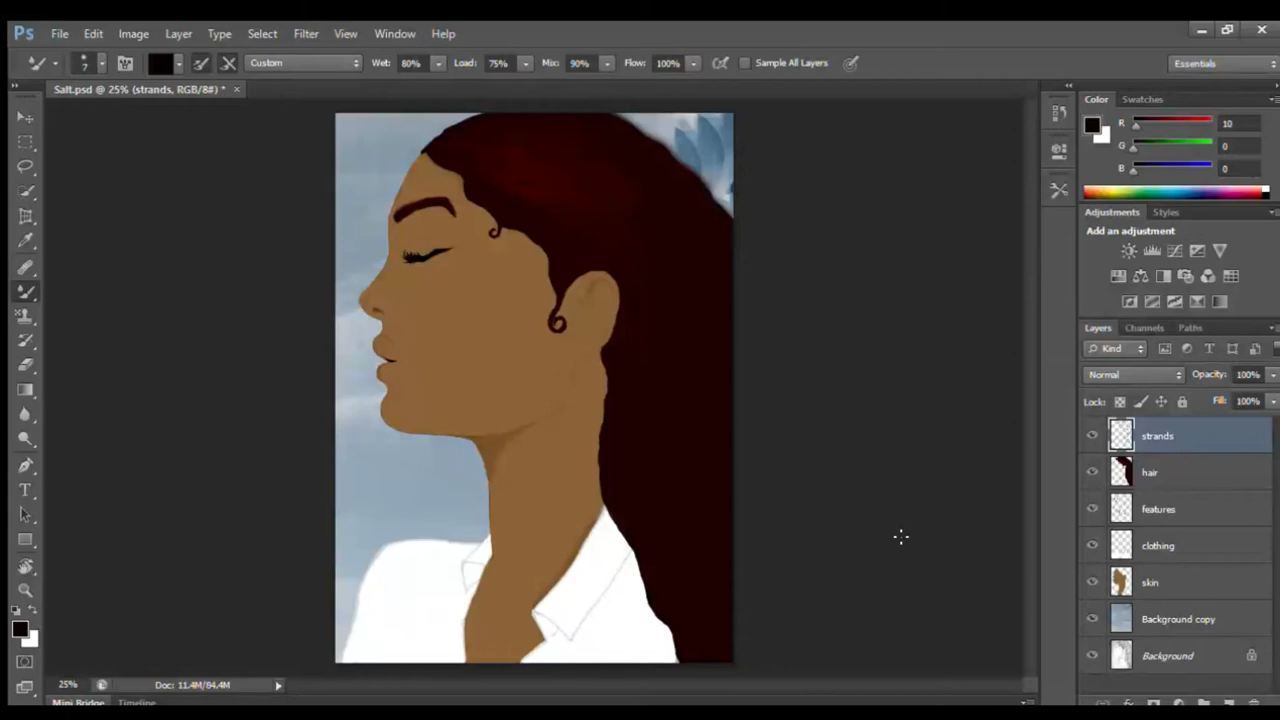 Ps File Edit Image Layer Type Select Filter View Window Help
7 Custom Wet: 80% Load: 75% Mix: 90% Flow: 100% Sample All Layers Essentials
Salt.psd @ 25% (strands, RGB/8#) * ×
Color Swatches
R 10
G 0
B 0
Adjustments Styles
Add an adjustment
Layers Channels Paths
Kind
Normal Opacity: 100%
Lock: Fill: 100%
strands
hair
features
clothing
skin
Background copy
Background
25% Doc: 11.4M/84.4M
Mini Bridge Timeline